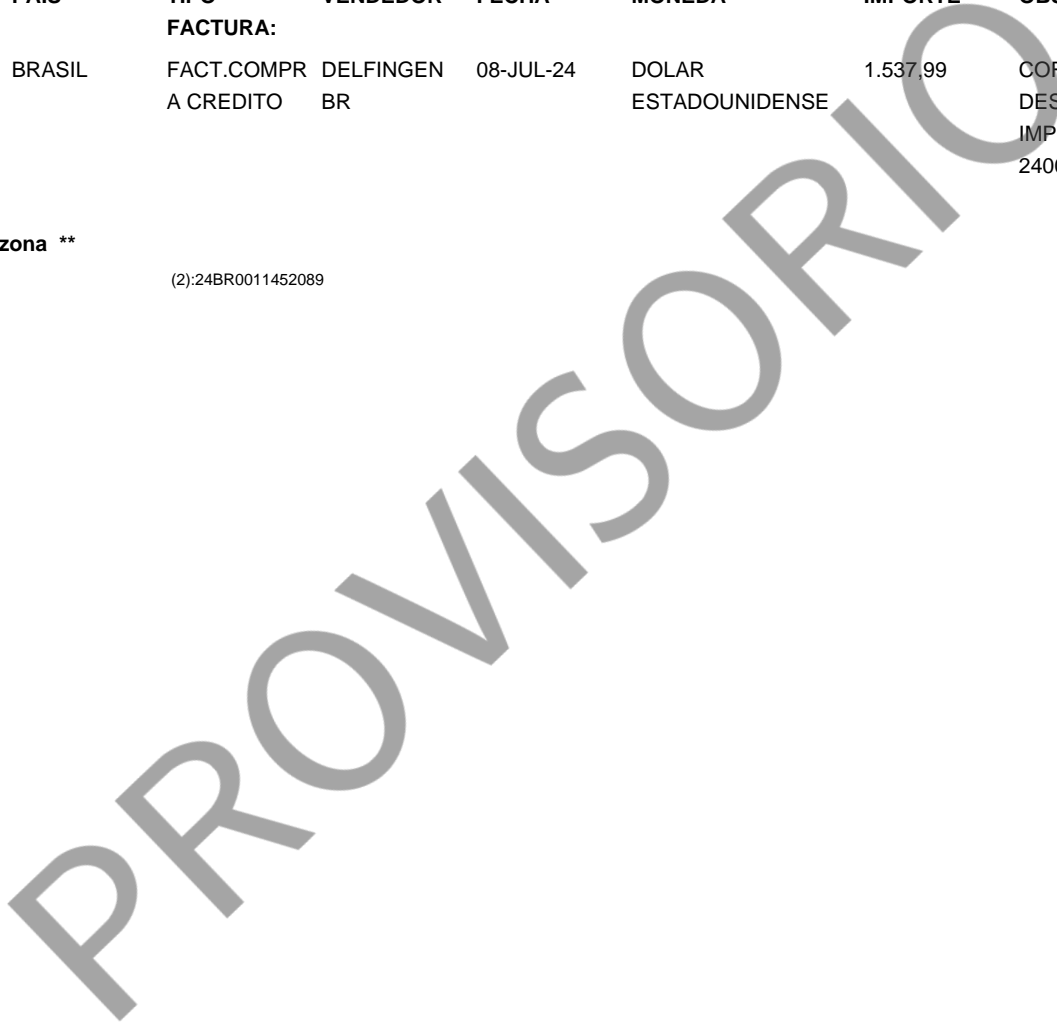 FACTURA:
BRASIL FACT.COMPR DELFINGEN 08-JUL-24 DOLAR 1.537,99
A CREDITO BR ESTADOUNIDENSE
zona **
(2):24BR0011452089
PROVISORIO